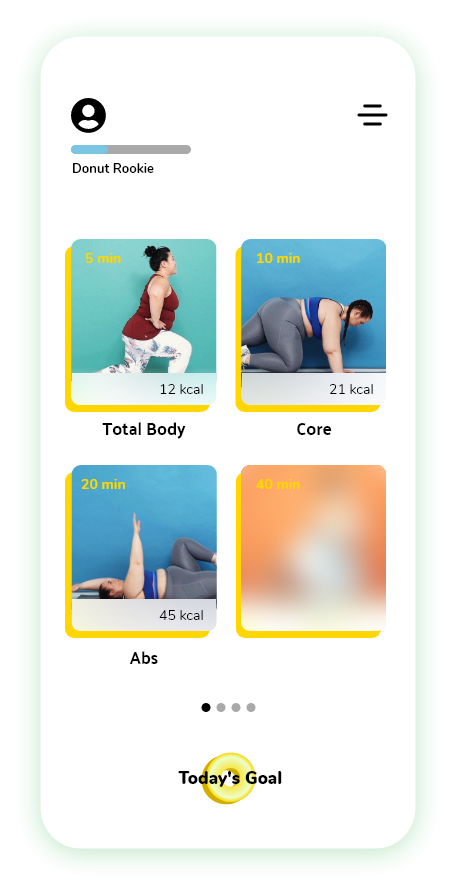 Donut Rookie
5 min
10 min
12 kcal
21 kcal
Total Body
Core
20 min
40 min
45 kcal
Abs
Today's Goal